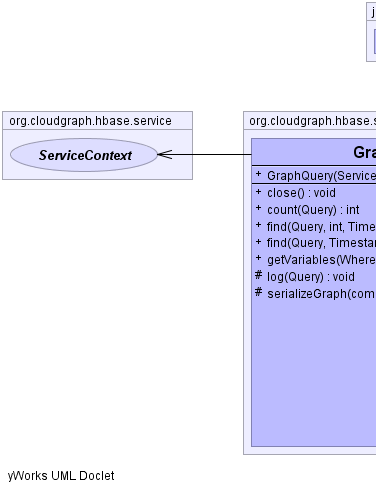 j
org.cloudgraph.hbase.service
org.cloudgraph.hbase.s
ServiceContext
Gra
+ GraphQuery(Service
+ close() : void
+ count(Query) : int
+ find(Query, int, Time
+ find(Query, Timestar
+ getVariables(Where
# log(Query) : void
# serializeGraph(com
yWorks UML Doclet